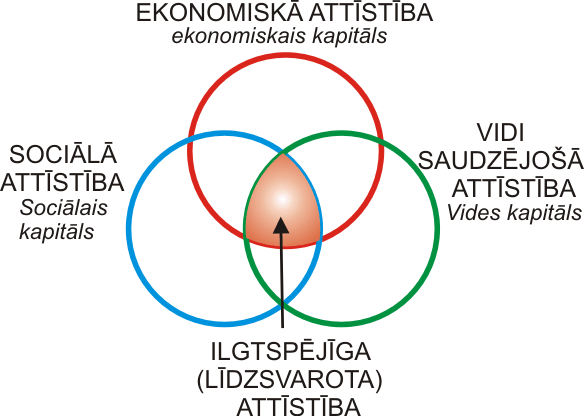 EKONOMISKĀ ATTĪSTĪBA
ekonomiskais kapitāls
SOCIĀLĀ
ATTĪSTĪBA
Sociālais
kapitāls
VIDI
SAUDZĒJOŠĀ
ATTĪSTĪBA
Vides kapitāls
ILGTSPĒJĪGA
(LĪDZSVAROTA)
ATTĪSTĪBA